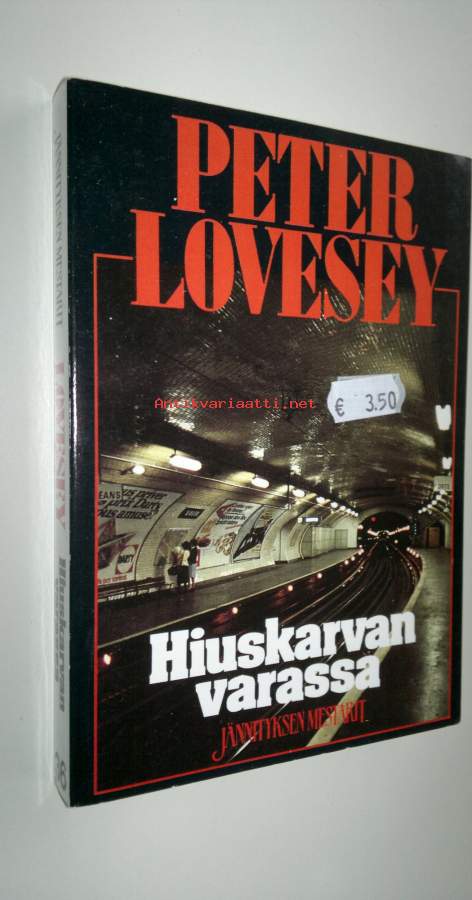 PETER
LOVESEY
Antikvariaatti.net
€ 3.50
Hiuskarvan
varassa
JÄNNITYKSEN MESTARIT
JÄNNITYKSEN MESTARIT LOVESEY Hiuskarvan varassa